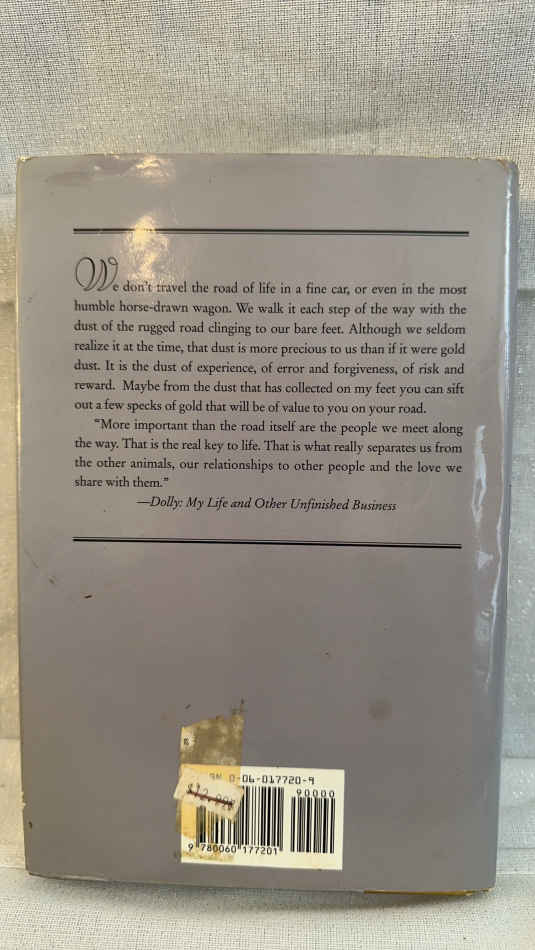 We don't travel the road of life in a fine car, or even in the most
humble horse-drawn wagon. We walk it each step of the way with the
dust of the rugged road clinging to our bare feet. Although we seldom
realize it at the time, that dust is more precious to us than if it were gold
dust. It is the dust of experience, of error and forgiveness, of risk and
reward. Maybe from the dust that has collected on my feet you can sift
out a few specks of gold that will be of value to you on your road.
"More important than the road itself are the people we meet along
the way. That is the real key to life. That is what really separates us from
the other animals, our relationships to other people and the love we
share with them."
—Dolly: My Life and Other Unfinished Business
0-06-017720-9
90000
9 780060 177201